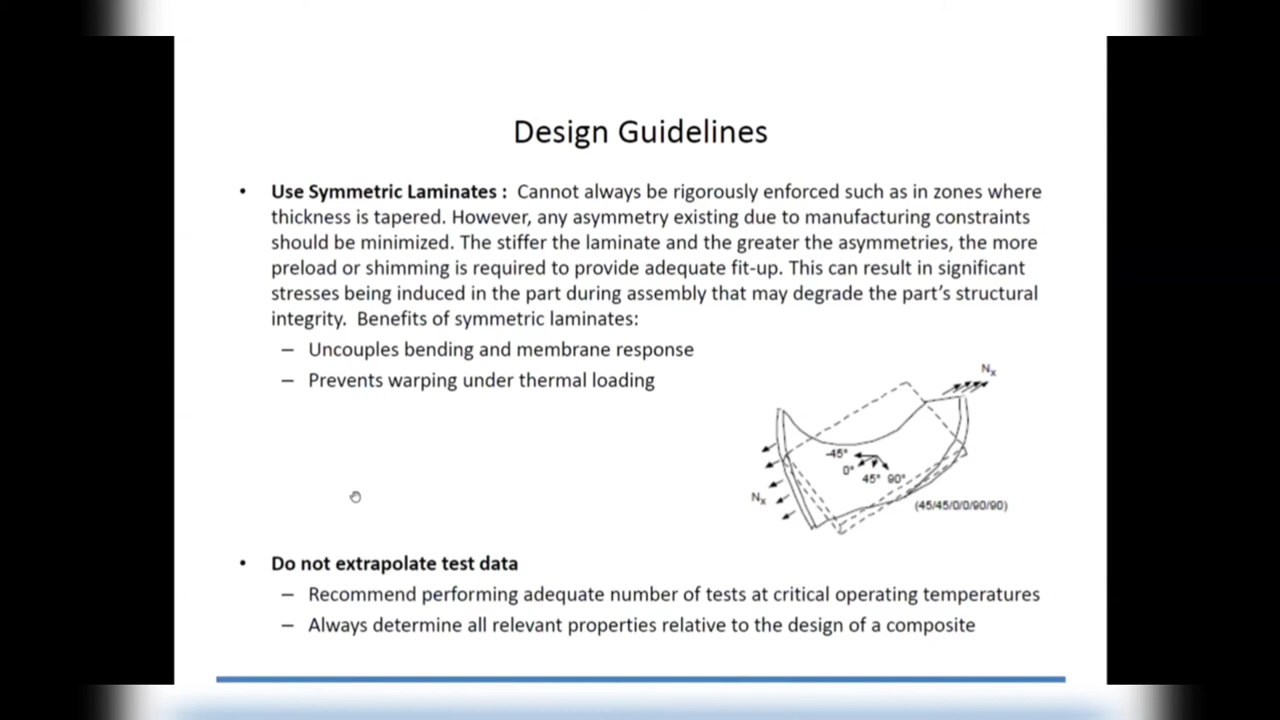 Design Guidelines
• Use Symmetric Laminates : Cannot always be rigorously enforced such as in zones where
thickness is tapered. However, any asymmetry existing due to manufacturing constraints
should be minimized. The stiffer the laminate and the greater the asymmetries, the more
preload or shimming is required to provide adequate fit-up. This can result in significant
stresses being induced in the part during assembly that may degrade the part's structural
integrity. Benefits of symmetric laminates:
– Uncouples bending and membrane response
– Prevents warping under thermal loading
Nx
-45°
0°
45° 90°
Nx
(45/45/0/0/90/90)
• Do not extrapolate test data
– Recommend performing adequate number of tests at critical operating temperatures
– Always determine all relevant properties relative to the design of a composite